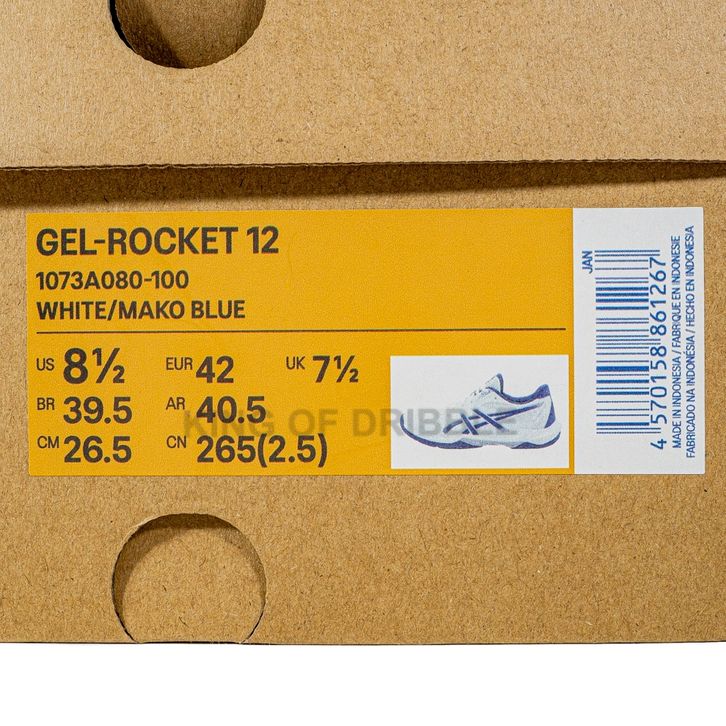 GEL-ROCKET 12
1073A080-100
WHITE/MAKO BLUE
US 8½ EUR 42 UK 7½
BR 39.5 AR 40.5
CM 26.5 CN 265(2.5)
KING OF DRIBBLE
JAN
4 570158 861267
MADE IN INDONESIA / FABRIQUE EN INDONESIE
FABRICADO NA INDONESIA / HECHO EN INDONESIA